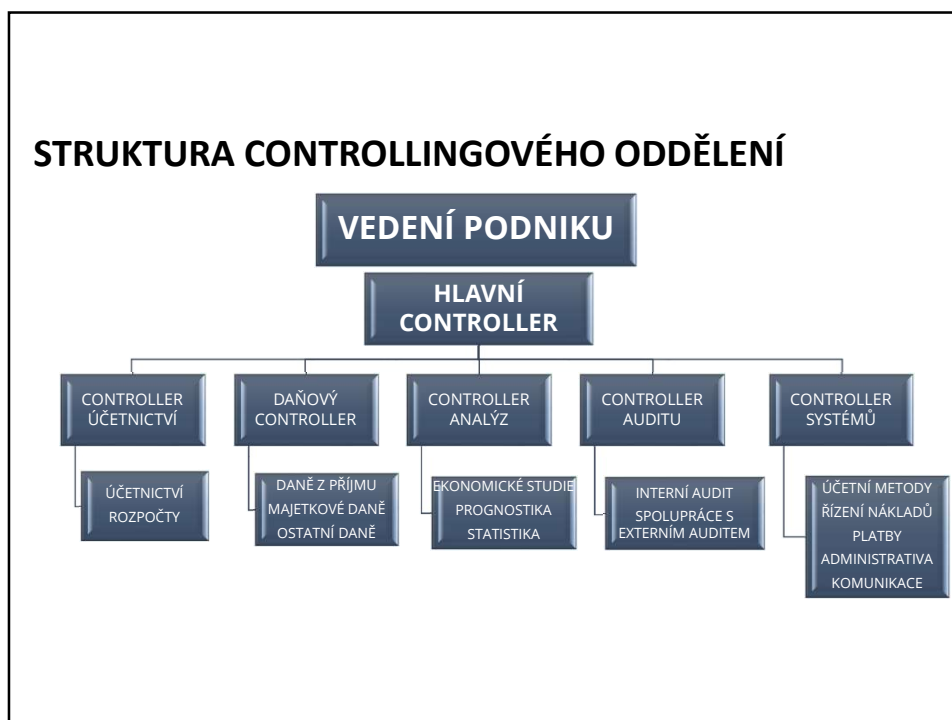 STRUKTURA CONTROLLINGOVÉHO ODDĚLENÍ
VEDENÍ PODNIKU
HLAVNÍ
CONTROLLER
CONTROLLER
ÚČETNICTVÍ
ÚČETNICTVÍ
ROZPOČTY
DAŇOVÝ
CONTROLLER
DANĚ Z PŘÍJMU
MAJETKOVÉ DANĚ
OSTATNÍ DANĚ
CONTROLLER
ANALÝZ
EKONOMICKÉ STUDIE
PROGNOSTIKA
STATISTIKA
CONTROLLER
AUDITU
INTERNÍ AUDIT
SPOLUPRÁCE S
EXTERNÍM AUDITEM
CONTROLLER
SYSTÉMŮ
ÚČETNÍ METODY
ŘÍZENÍ NÁKLADŮ
PLATBY
ADMINISTRATIVA
KOMUNIKACE